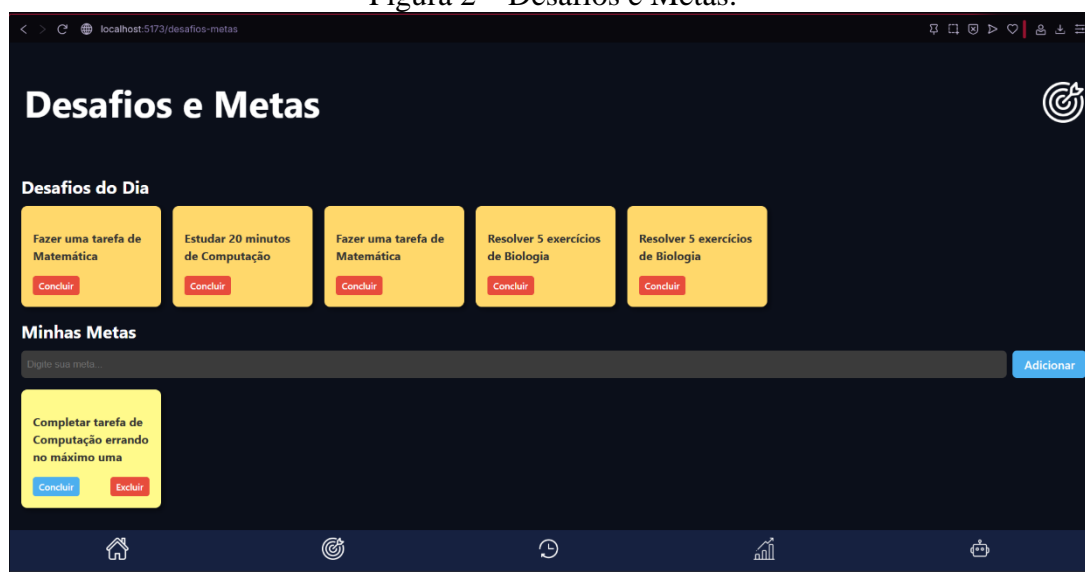 Figura 2 – Desafios e Metas.
localhost:5173/desafios-metas
Desafios e Metas
Desafios do Dia
Fazer uma tarefa de
Matemática
Concluir
Estudar 20 minutos
de Computação
Concluir
Fazer uma tarefa de
Matemática
Concluir
Resolver 5 exercícios
de Biologia
Concluir
Resolver 5 exercícios
de Biologia
Concluir
Minhas Metas
Digite sua meta...
Adicionar
Completar tarefa de
Computação errando
no máximo uma
Concluir
Excluir